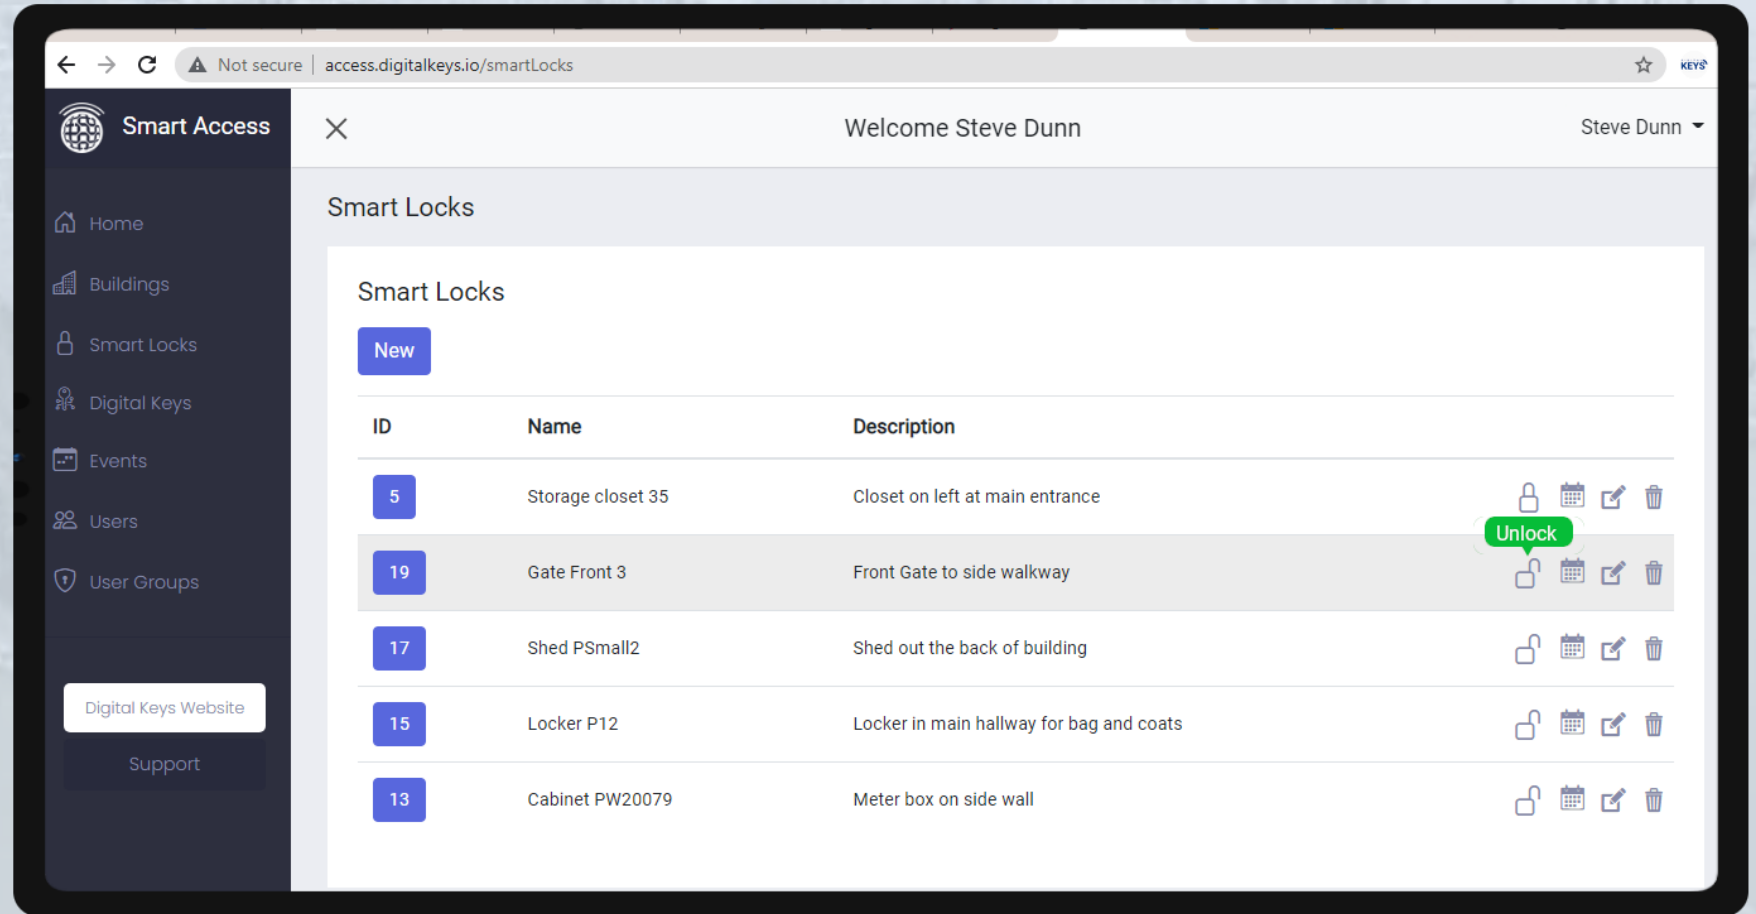 Not secure | access.digitalkeys.io/smartLocks
KEYS
Smart Access
Welcome Steve Dunn
Steve Dunn
Home
Buildings
Smart Locks
Digital Keys
Events
Users
User Groups
Digital Keys Website
Support
Smart Locks
Smart Locks
New
ID Name Description
5 Storage closet 35 Closet on left at main entrance
Unlock
19 Gate Front 3 Front Gate to side walkway
17 Shed PSmall2 Shed out the back of building
15 Locker P12 Locker in main hallway for bag and coats
13 Cabinet PW20079 Meter box on side wall